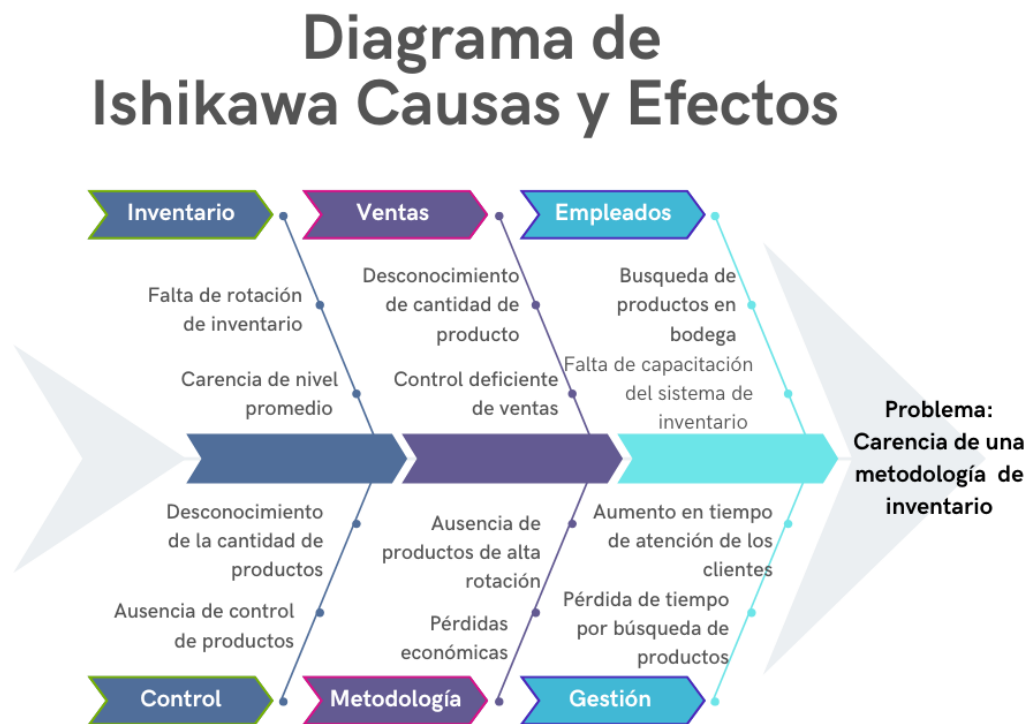 Diagrama de
Ishikawa Causas y Efectos
Inventario
Ventas
Empleados
Falta de rotación
de inventario
Carencia de nivel
promedio
Desconocimiento
de cantidad de
producto
Control deficiente
de ventas
Busqueda de
productos en
bodega
Falta de capacitación
del sistema de
inventario
Problema:
Carencia de una
metodología de
inventario
Desconocimiento
de la cantidad de
productos
Ausencia de control
de productos
Ausencia de
productos de alta
rotación
Pérdidas
económicas
Aumento en tiempo
de atención de los
clientes
Pérdida de tiempo
por búsqueda de
productos
Control
Metodología
Gestión